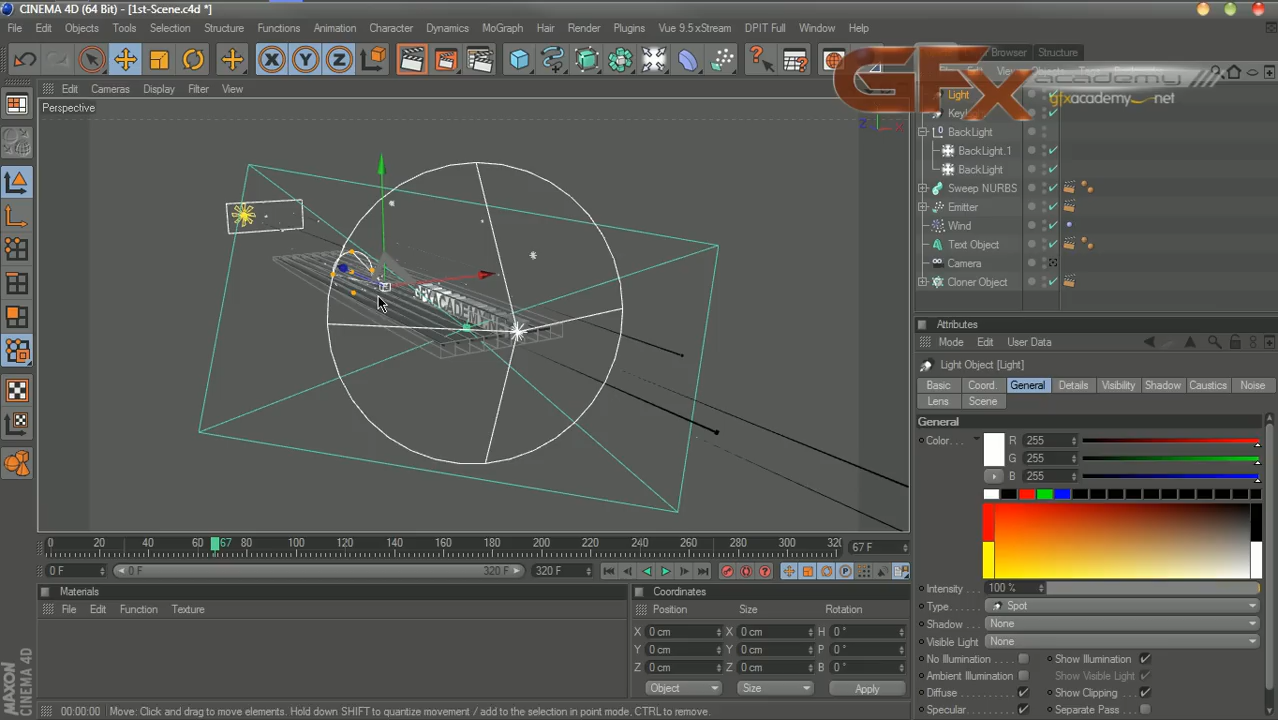 CINEMA 4D (64 Bit) - [1st-Scene.c4d *]
File Edit Objects Tools Selection Structure Functions Animation Character Dynamics MoGraph Hair Render Plugins Vue 9.5 xStream DPIT Full Window Help
X Y Z
Browser Structure
GFX academy
gfxacademy net
Edit Cameras Display Filter View
Perspective
Light
BackLight
BackLight.1
BackLight
Sweep NURBS
Emitter
Wind
Text Object
Camera
Cloner Object
Attributes
Mode Edit User Data
Light Object [Light]
Basic Coord. General Details Visibility Shadow Caustics Noise
Lens Scene
General
Color . . . R 255
G 255
B 255
Intensity 100 %
Type Spot
Shadow None
Visible Light None
No Illumination Show Illumination
Ambient Illumination Show Visible Light
Diffuse Show Clipping
Specular Separate Pass
0 20 40 60 67 80 100 120 140 160 180 200 220 240 260 280 300 32 67 F
0 F 0 F 320 F 320 F
Materials
File Edit Function Texture
Coordinates
Position Size Rotation
X 0 cm X 0 cm H 0 °
Y 0 cm Y 0 cm P 0 °
Z 0 cm Z 0 cm B 0 °
Object Size Apply
MAXON CINEMA 4D
00:00:00 Move: Click and drag to move elements. Hold down SHIFT to quantize movement / add to the selection in point mode, CTRL to remove.